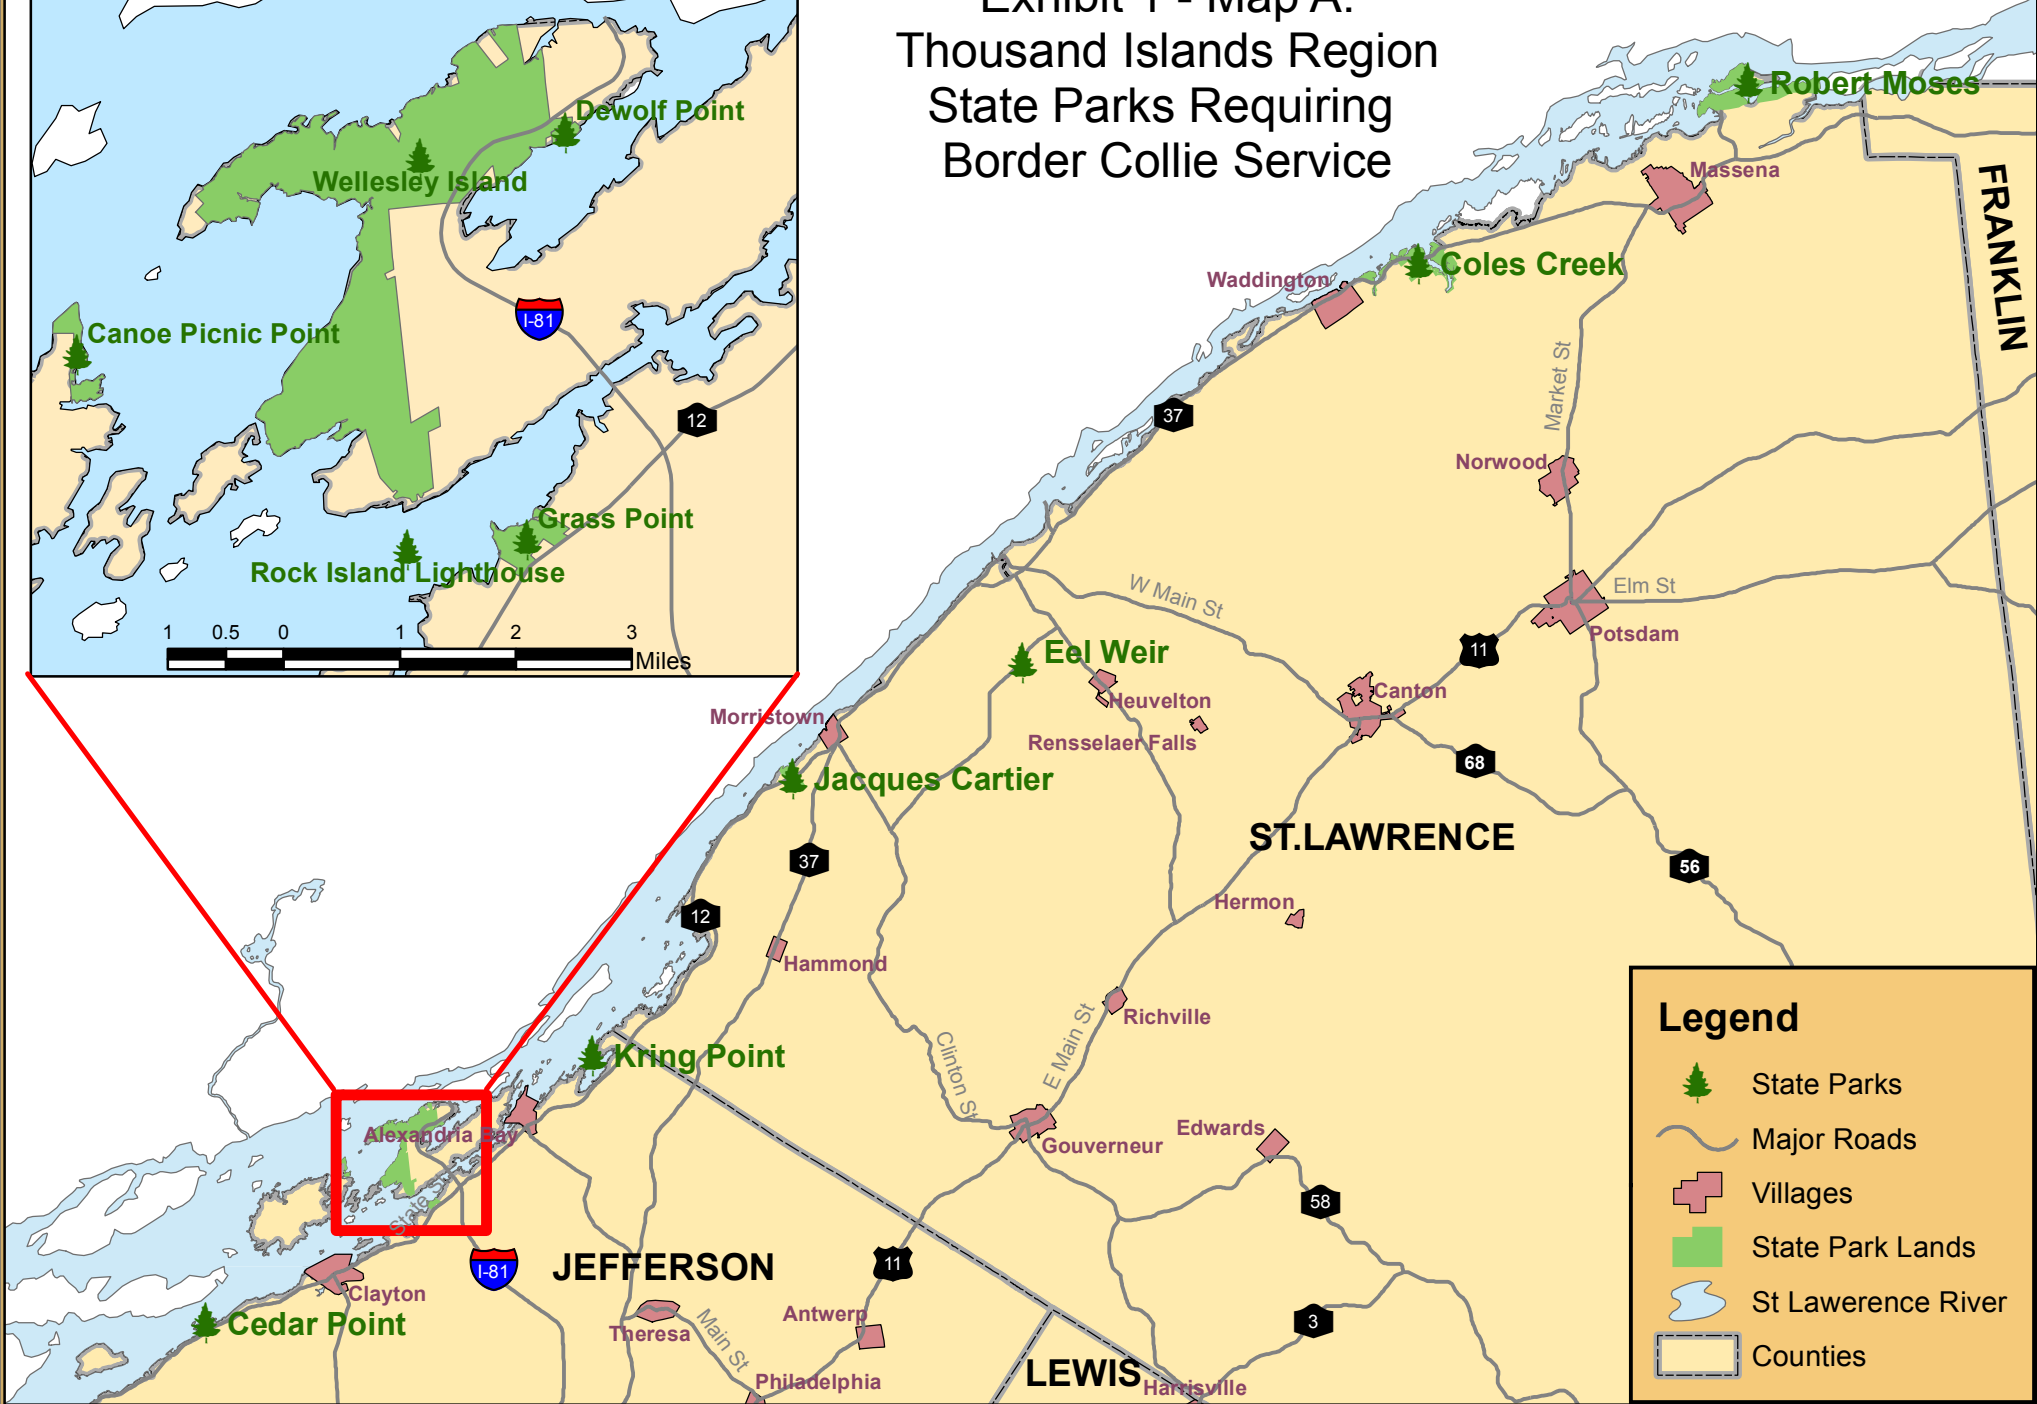 Exhibit 1 - Map A:
Thousand Islands Region
State Parks Requiring
Border Collie Service
Dewolf Point
Wellesley Island
Canoe Picnic Point
I-81
12
Grass Point
Rock Island Lighthouse
1 0.5 0 1 2 3
Miles
Robert Moses
Massena
FRANKLIN
Coles Creek
Waddington
Market St
37
Norwood
W Main St
Elm St
Potsdam
11
Eel Weir
Heuvelton
Canton
Morristown
Rensselaer Falls
68
Jacques Cartier
ST.LAWRENCE
37
56
12
Hermon
Hammond
Richville
Clinton St
E Main St
Kring Point
Alexandria Bay
Gouverneur
Edwards
State
58
I-81
JEFFERSON
11
Clayton
Cedar Point
Theresa
Main St
Antwerp
3
LEWIS
Philadelphia
Harrisville
Legend
State Parks
Major Roads
Villages
State Park Lands
St Lawerence River
Counties